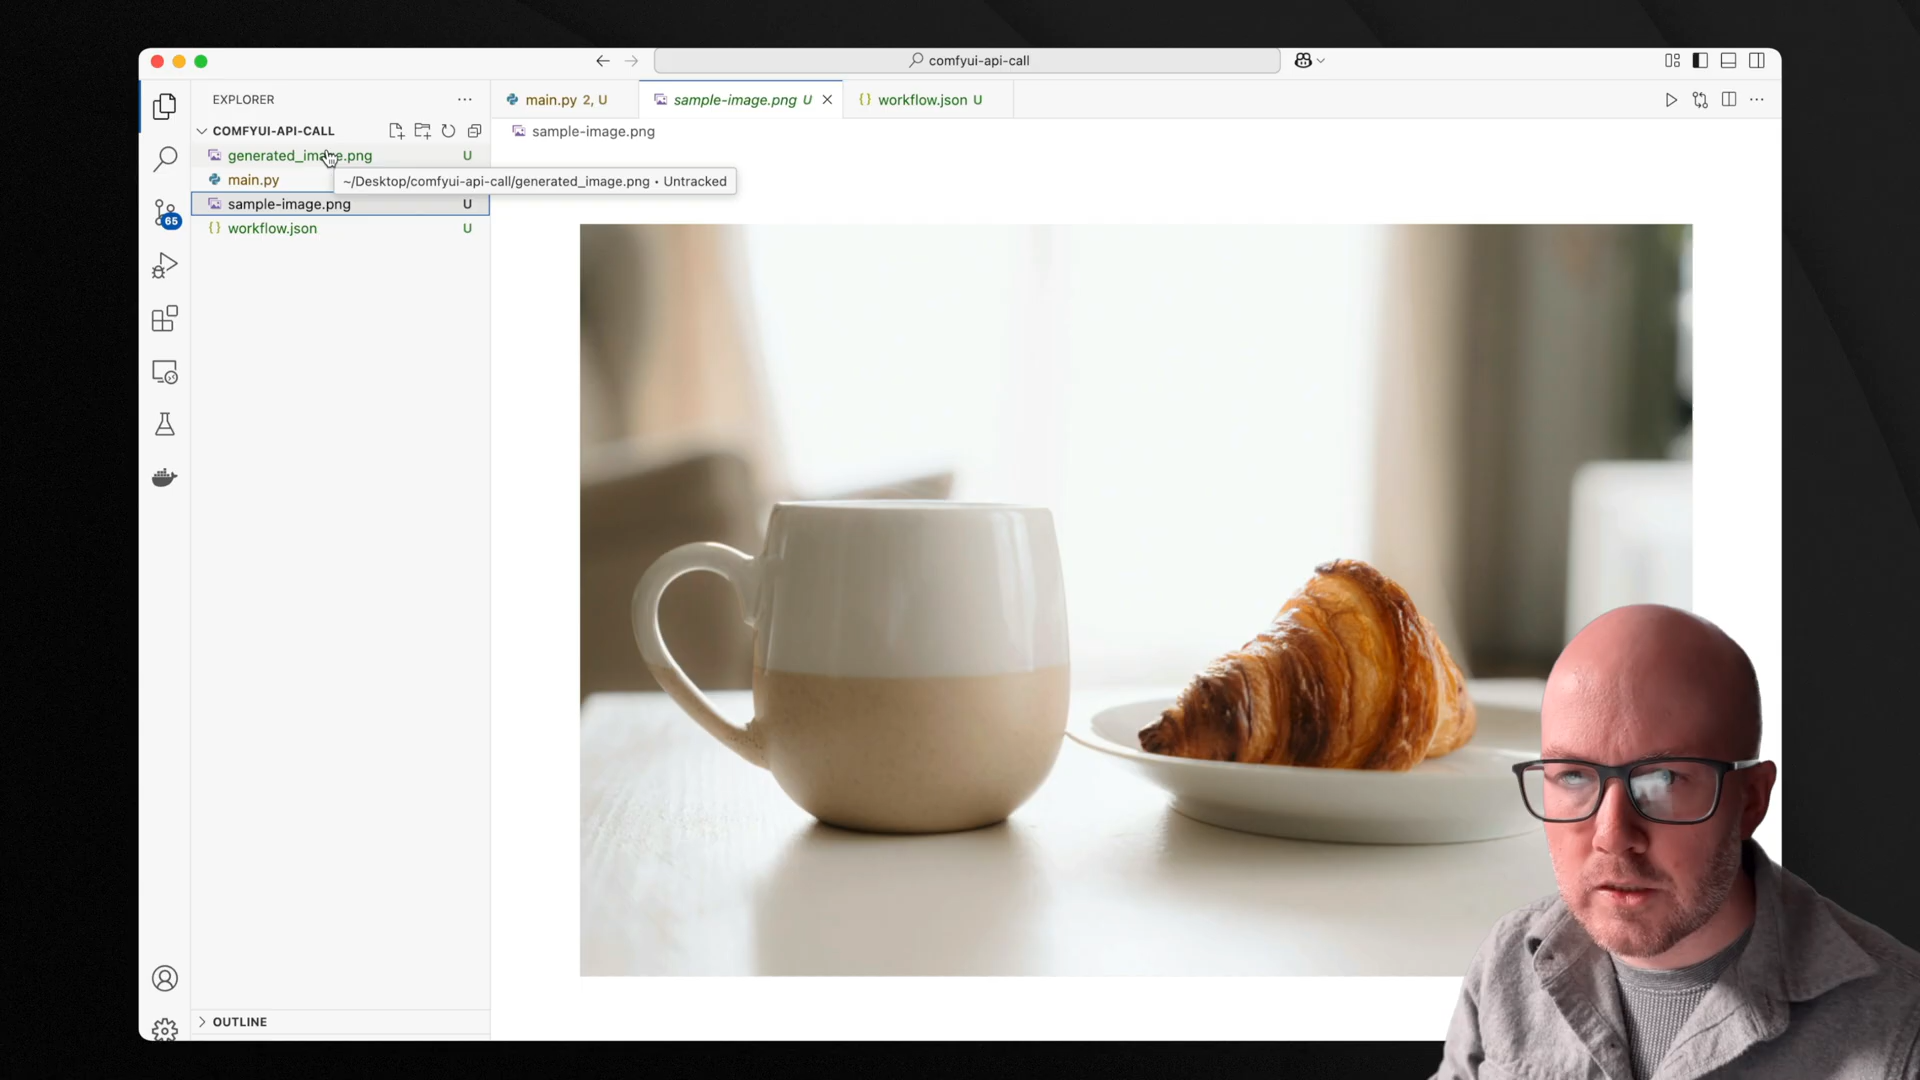 comfyui-api-call
EXPLORER
main.py 2, U
sample-image.png U
workflow.json U
COMFYUI-API-CALL
sample-image.png
generated_image.png U
main.py
~/Desktop/comfyui-api-call/generated_image.png • Untracked
sample-image.png U
65
workflow.json U
OUTLINE